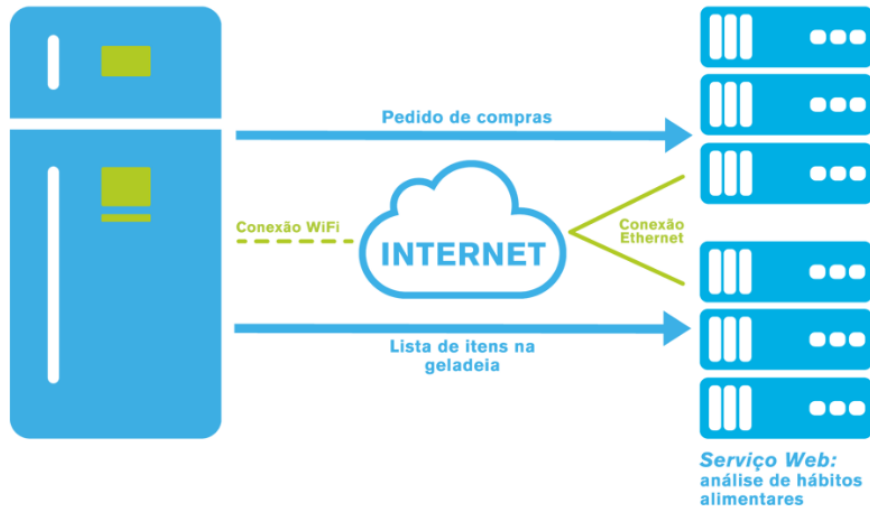 Pedido de compras
Conexão WiFi
INTERNET
Conexão
Ethernet
Lista de itens na
geladeia
Serviço Web:
análise de hábitos
alimentares